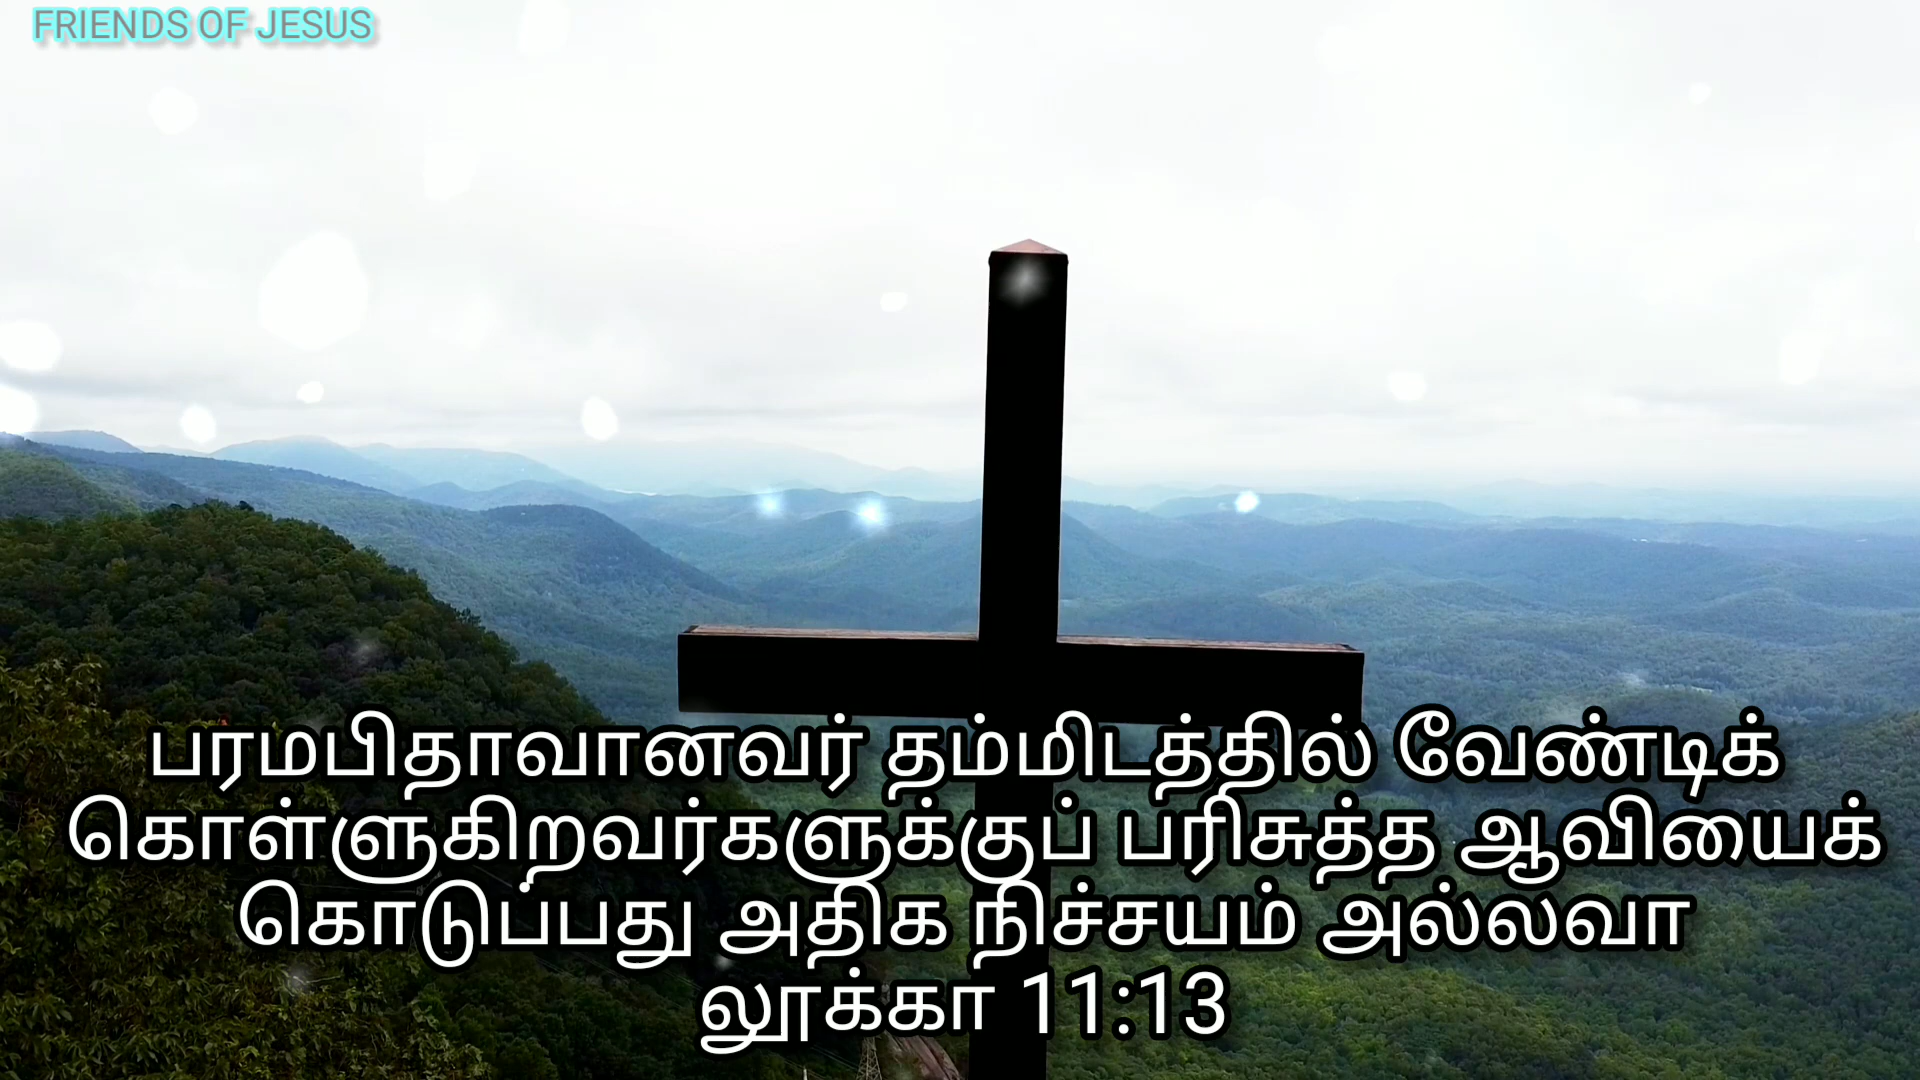 FRIENDS OF JESUS
பரமபிதாவானவர் தம்மிடத்தில் வேண்டிக்
கொள்ளுகிறவர்களுக்குப் பரிசுத்த ஆவியைக்
கொடுப்பது அதிக நிச்சயம் அல்லவா
லூக்கா 11:13